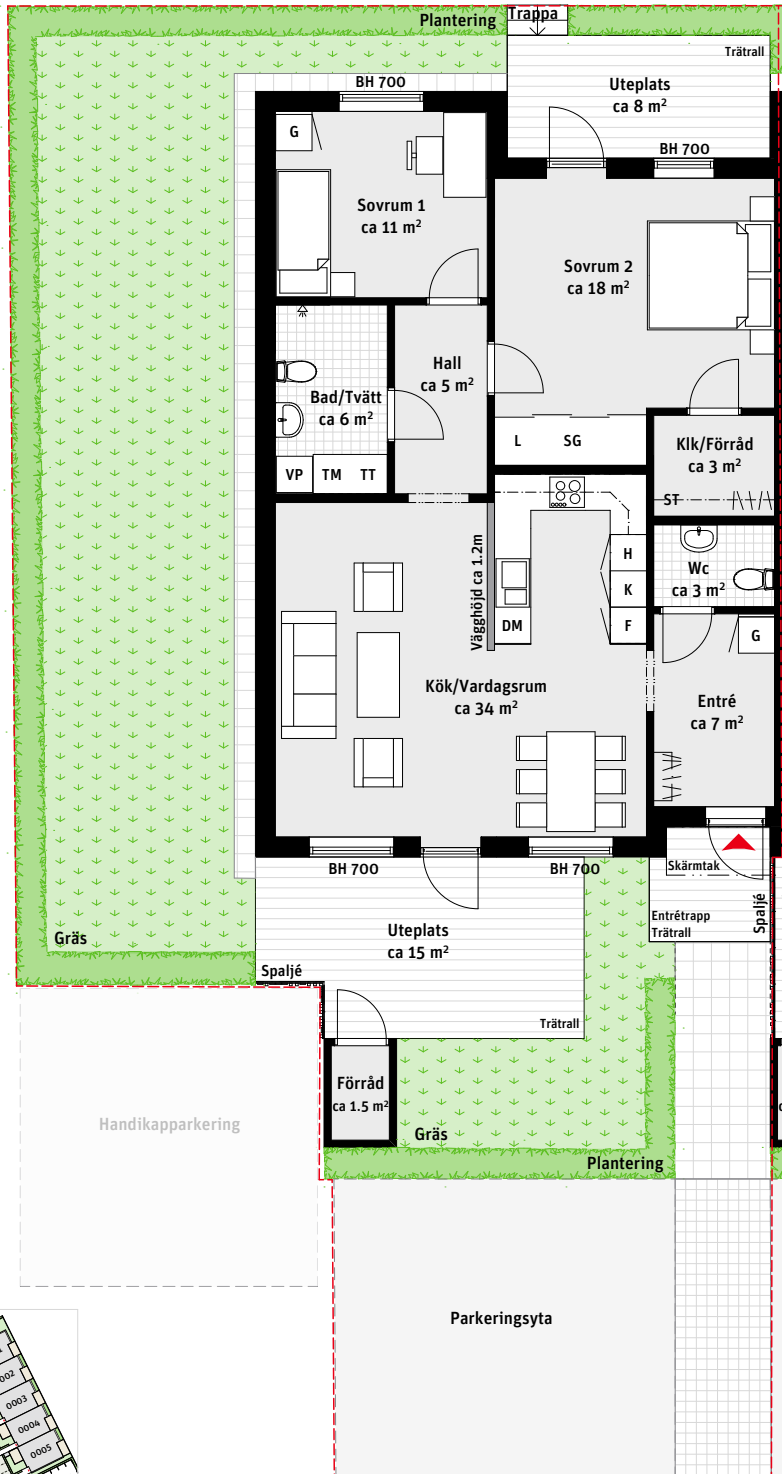 Plantering
Trappa
Trätrall
Uteplats
ca 8 m²
BH 700
BH 700
G
Sovrum 1
ca 11 m²
Sovrum 2
ca 18 m²
Hall
ca 5 m²
Bad/Tvätt
ca 6 m²
VP
TM
TT
L
SG
Klk/Förråd
ca 3 m²
ST
Vägghöjd ca 1.2m
H
K
F
DM
Wc
ca 3 m²
G
Kök/Vardagsrum
ca 34 m²
Entré
ca 7 m²
BH 700
BH 700
Skärmtak
Spaljé
Entrétrapp
Trätrall
Uteplats
ca 15 m²
Gräs
Spaljé
Trätrall
Förråd
ca 1.5 m²
Handikapparkering
Gräs
Plantering
Parkeringsyta
0003
0004
0005